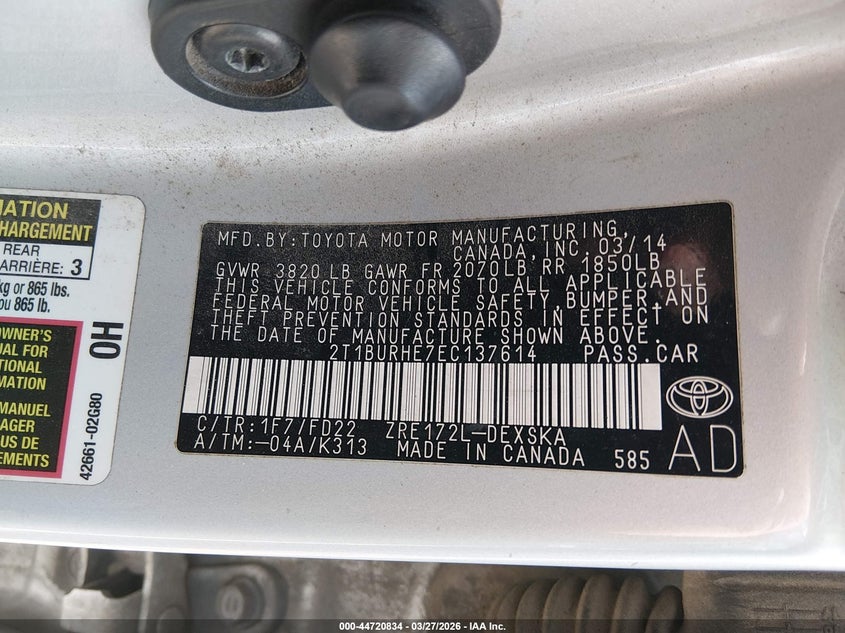 MATION
CHARGEMENT
REAR
ARRIÈRE: 3
kg or 865 lbs.
ou 865 lb.
OWNER'S
UAL FOR
TIONAL
RMATION
MANUEL
R
AGER
DE
EMENTS
OH
42661-02G80
MFD. BY: TOYOTA MOTOR MANUFACTURING,
CANADA, INC. 03/14
GVWR 3820 LB GAWR FR 2070LB RR 1850LB
THIS VEHICLE CONFORMS TO ALL APPLICABLE
FEDERAL MOTOR VEHICLE SAFETY, BUMPER, AND
THEFT PREVENTION STANDARDS IN EFFECT ON
THE DATE OF MANUFACTURE SHOWN ABOVE.
2T1BURHE7EC137614 PASS. CAR
C/TR: 1F7/FD22 ZRE172L-DEXSKA
A/TM: -04A/K313 MADE IN CANADA 585
AD
000-44720834 - 03/27/2026 - IAA Inc.